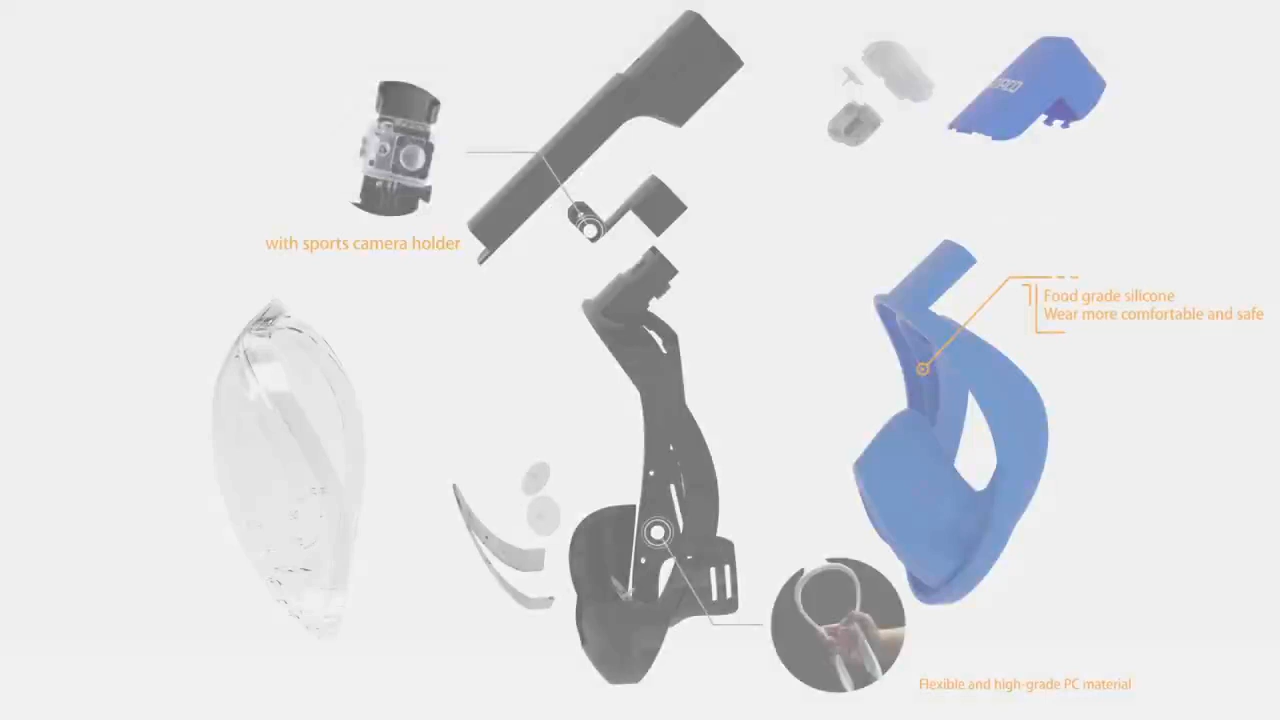 with sports camera holder
Food grade silicone
Wear more comfortable and safe
Flexible and high-grade PC material